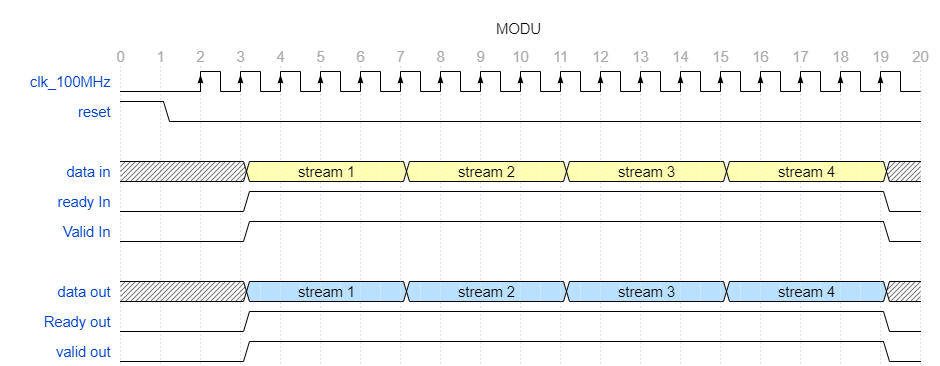 MODU
0 1 2 3 4 5 6 7 8 9 10 11 12 13 14 15 16 17 18 19 20
clk_100MHz
reset
data in stream 1 stream 2 stream 3 stream 4
ready In
Valid In
data out stream 1 stream 2 stream 3 stream 4
Ready out
valid out